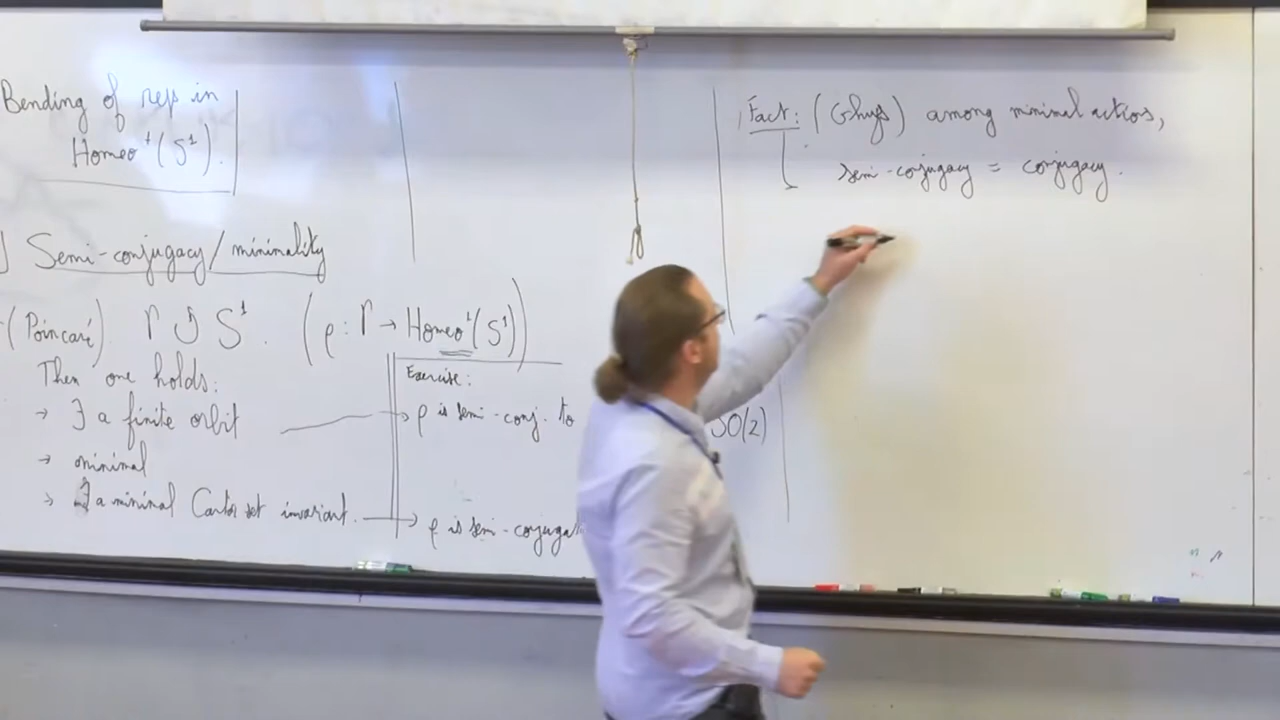 Bending of reps in
Homeo⁺(S¹).
Semi-conjugacy / minimality
(Poincaré) Γ ↺ S¹. (ρ: Γ → Homeo⁺(S¹))
Then one holds:
→ ∃ a finite orbit
→ minimal
→ ∃ a minimal Cantor set invariant.
Exercise:
→ ρ is semi-conj. to
SO(2)
→ ρ is semi-conjugat
Fact: (Ghys) among minimal actions,
semi-conjugacy = conjugacy.